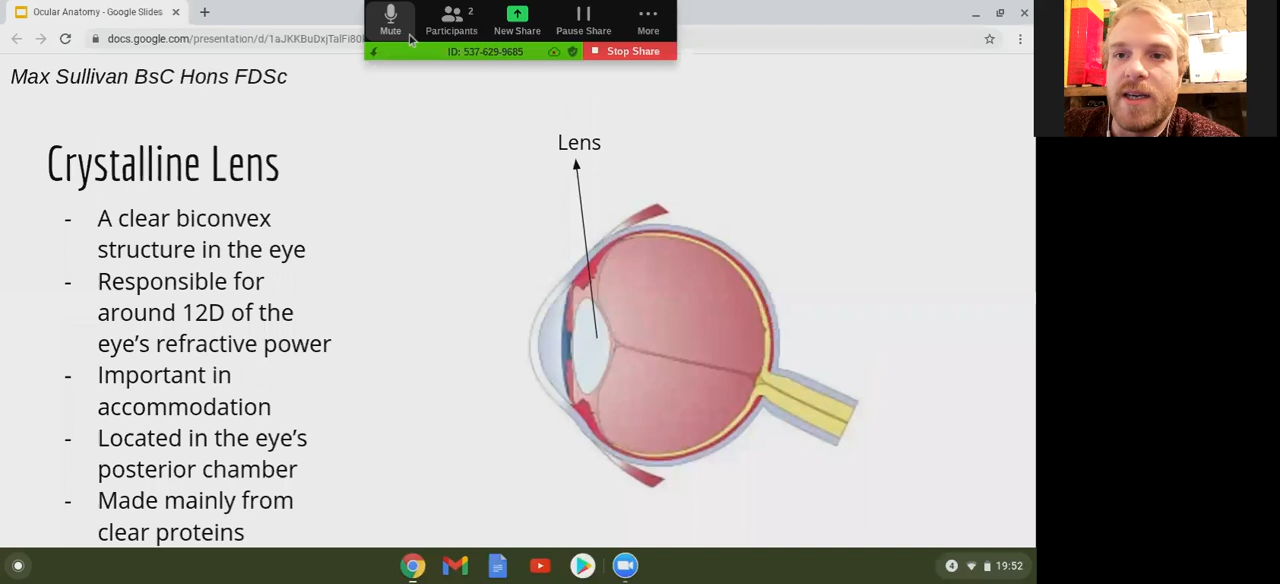 Ocular Anatomy - Google Slides
Mute
Participants 2
New Share
Pause Share
More
docs.google.com/presentation/d/1aJKKBuDxjTalFi80
ID: 537-629-9685
Stop Share
Max Sullivan BsC Hons FDSc
Lens
Crystalline Lens
- A clear biconvex
structure in the eye
- Responsible for
around 12D of the
eye's refractive power
- Important in
accommodation
- Located in the eye's
posterior chamber
- Made mainly from
clear proteins
4
19:52